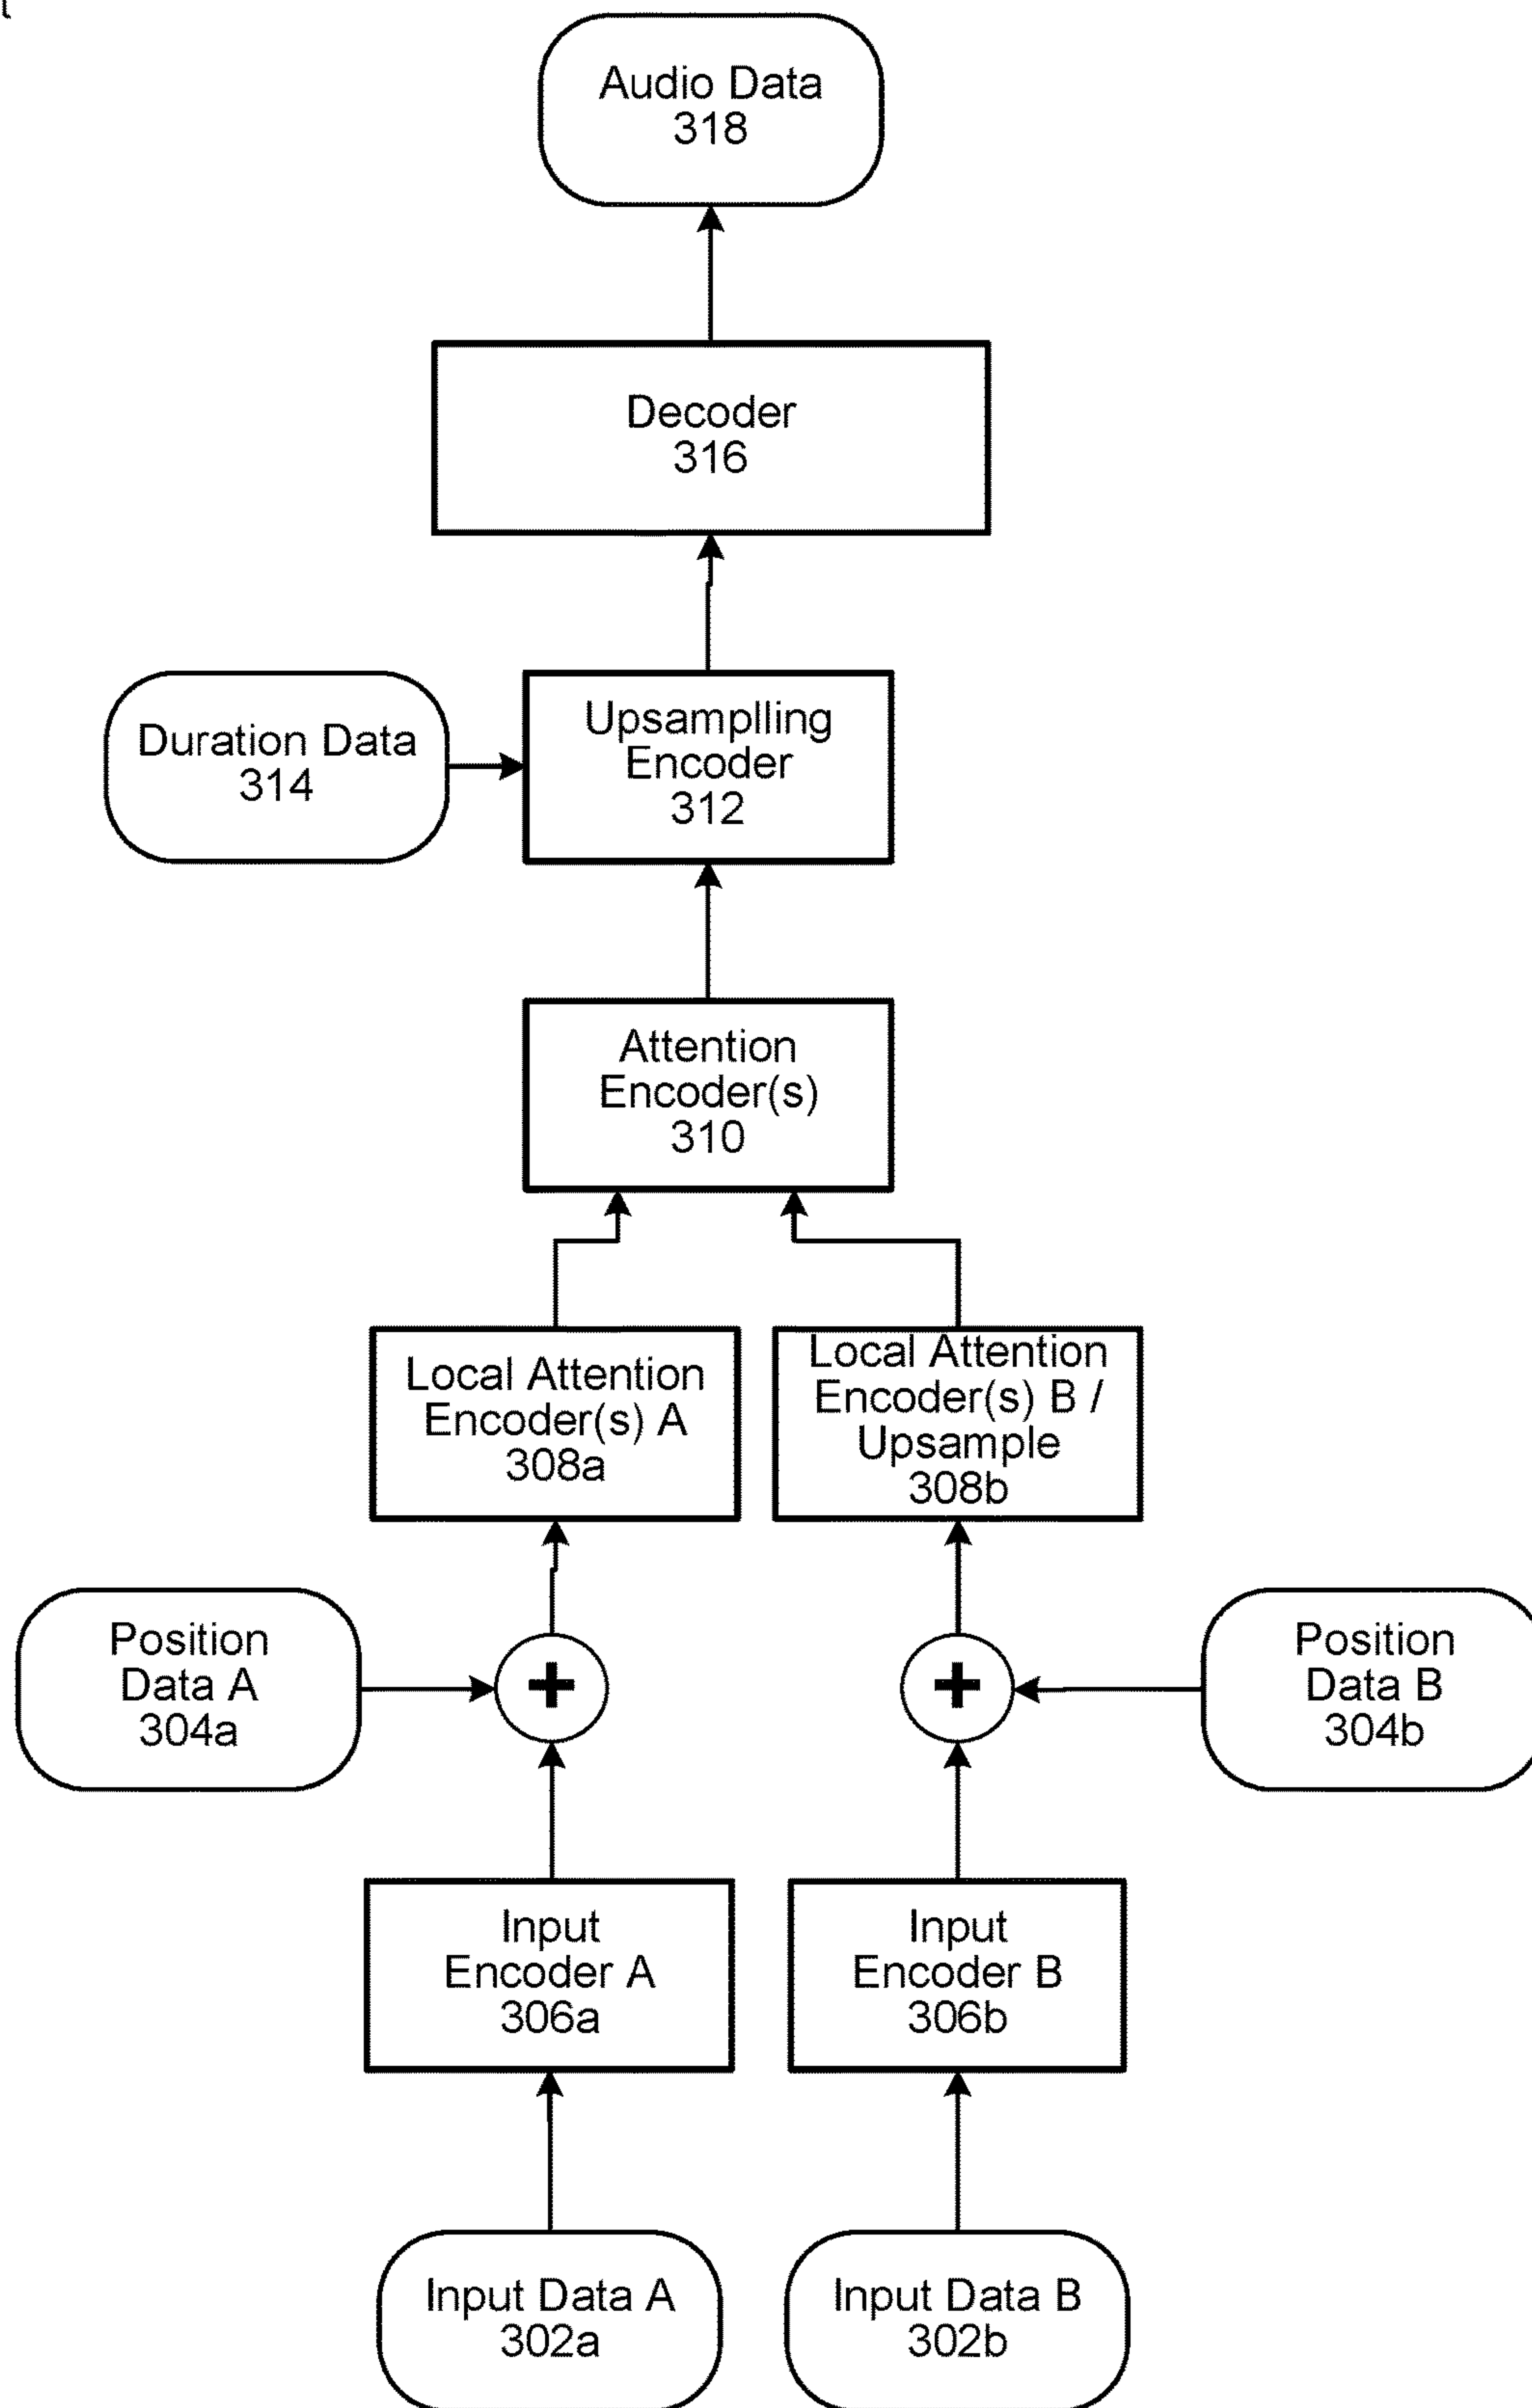 Audio Data
318
Decoder
316
Duration Data
314
Upsamplling
Encoder
312
Attention
Encoder(s)
310
Local Attention
Encoder(s) A
308a
Local Attention
Encoder(s) B /
Upsample
308b
Position
Data A
304a
+
+
Position
Data B
304b
Input
Encoder A
306a
Input
Encoder B
306b
Input Data A
302a
Input Data B
302b